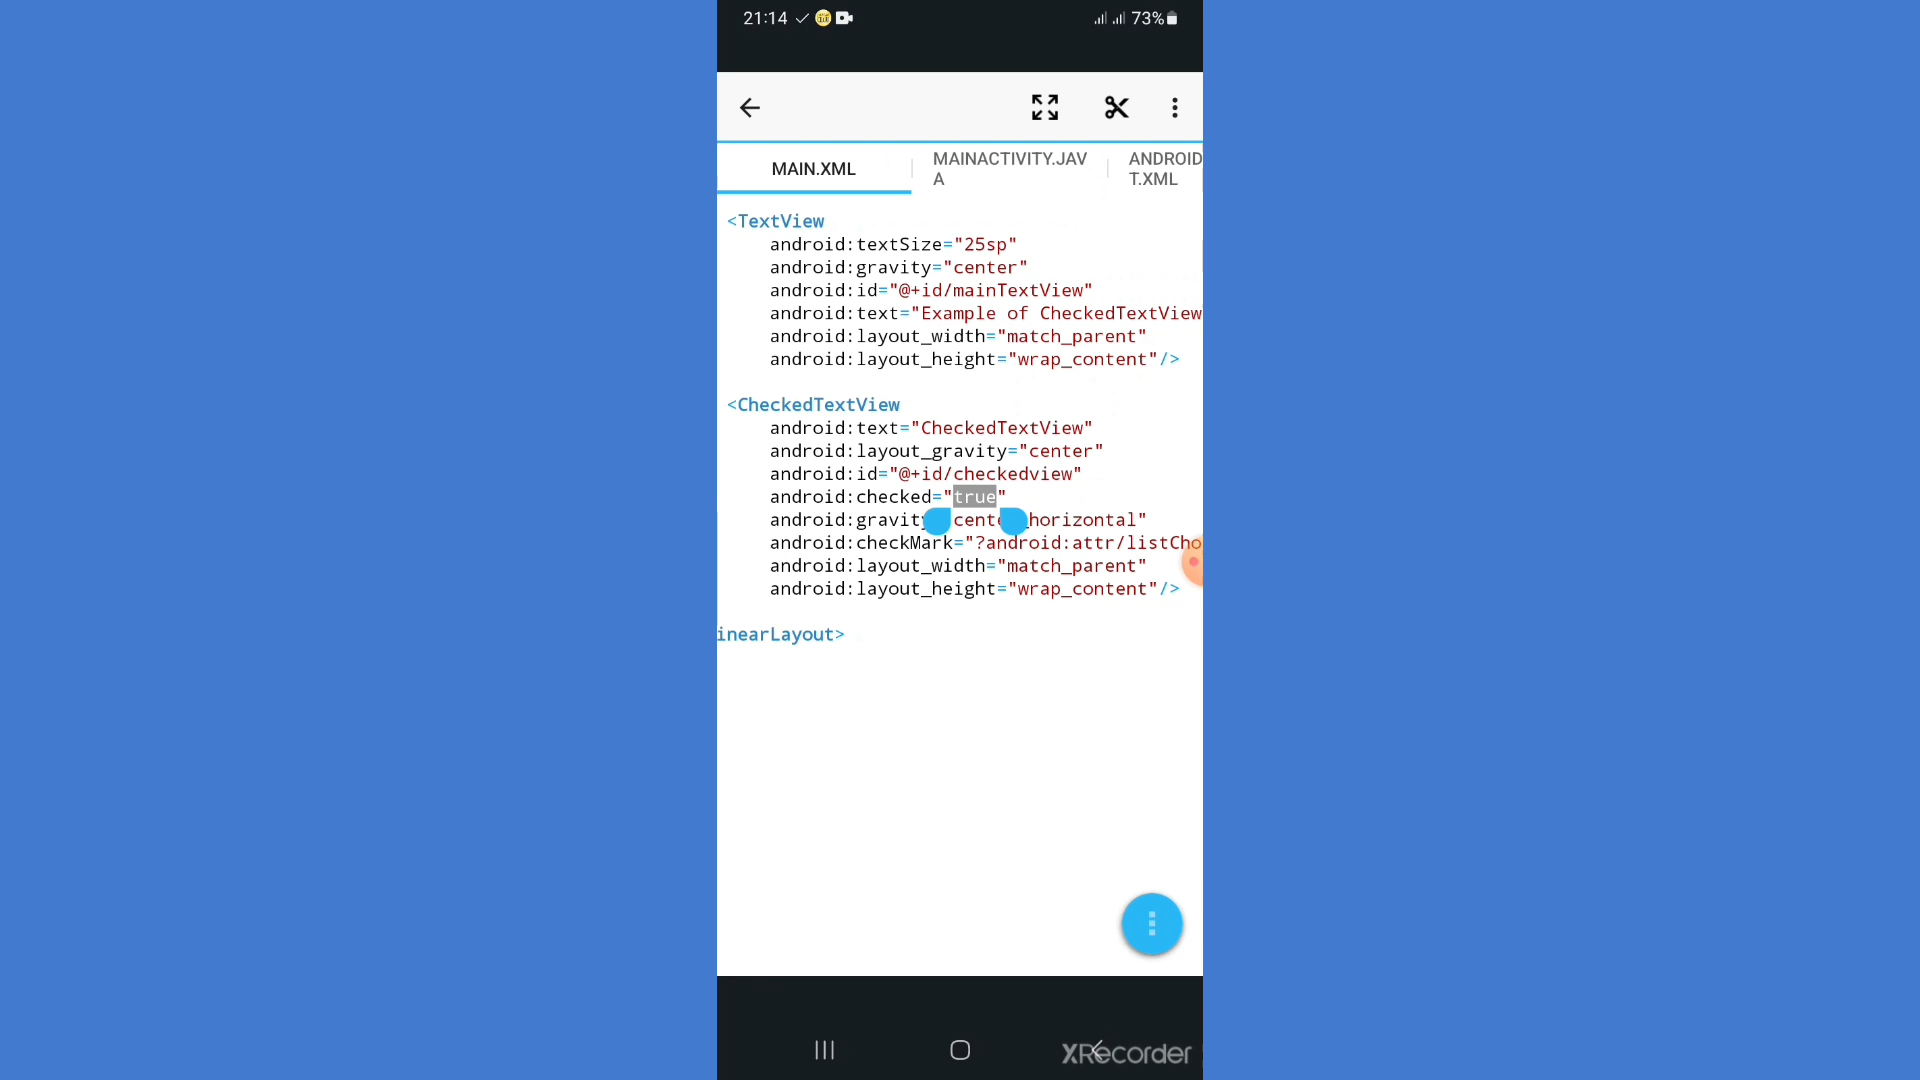 21:14
73%
MAIN.XML
MAINACTIVITY.JAV
A
ANDROID
T.XML
<TextView
android:textSize="25sp"
android:gravity="center"
android:id="@+id/mainTextView"
android:text="Example of CheckedTextView
android:layout_width="match_parent"
android:layout_height="wrap_content"/>
<CheckedTextView
android:text="CheckedTextView"
android:layout_gravity="center"
android:id="@+id/checkedview"
android:checked="true"
android:gravity center_horizontal"
android:checkMark="?android:attr/listCho
android:layout_width="match_parent"
android:layout_height="wrap_content"/>
inearLayout>
XRecorder